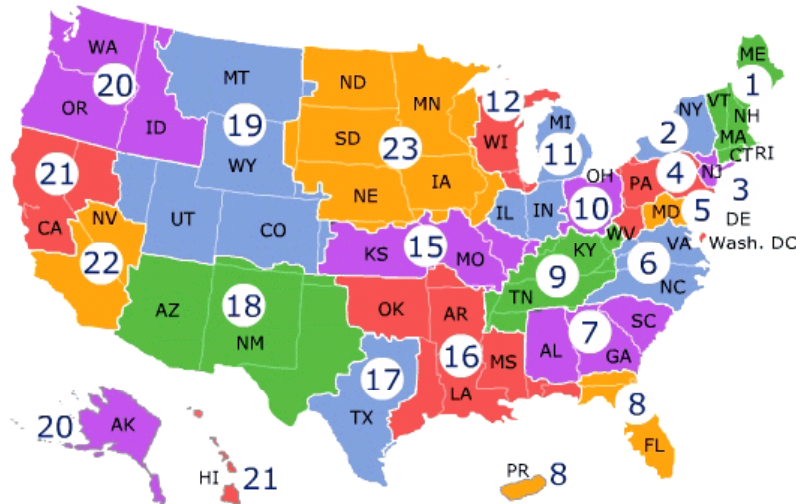 WA
20
OR
ID
MT
19
WY
ND
MN
SD
23
NE
IA
12
WI
MI
11
ME
1
VT
NH
NY
MA
2
CT RI
21
CA
NV
22
UT
CO
KS
15
MO
IL
IN
OH
10
PA
4
NJ
3
MD
5
DE
Wash. DC
WV
VA
6
NC
KY
9
TN
AZ
18
NM
OK
AR
16
MS
LA
17
TX
AL
7
GA
SC
8
FL
20
AK
HI
21
PR
8